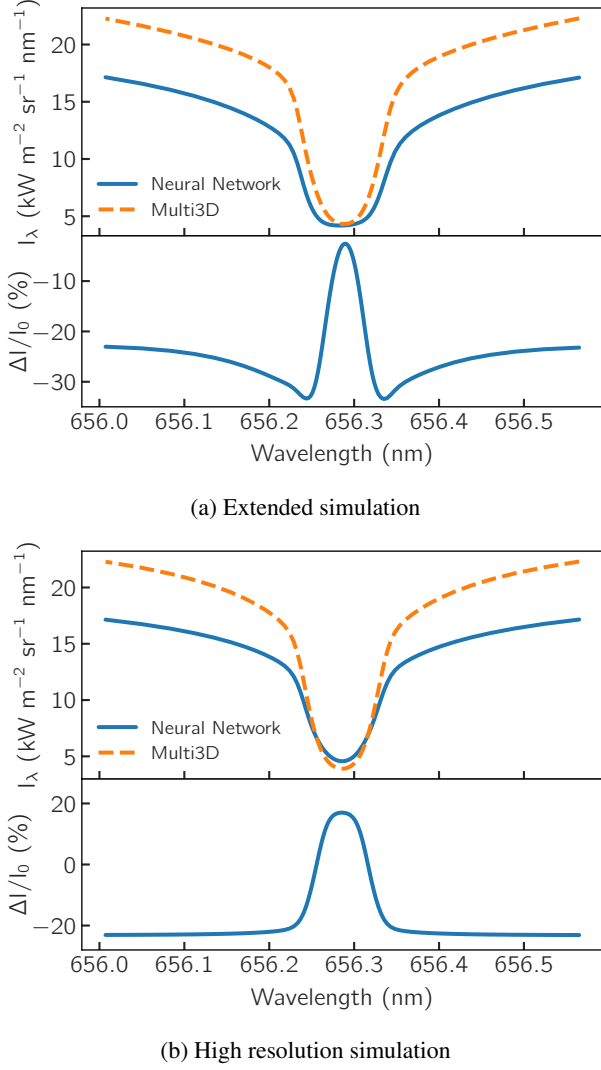 20
15
10
5
I_λ (kW m⁻² sr⁻¹ nm⁻¹)
Neural Network
Multi3D
−10
−20
−30
ΔI/I₀ (%)
656.0 656.1 656.2 656.3 656.4 656.5
Wavelength (nm)
(a) Extended simulation
20
15
10
5
I_λ (kW m⁻² sr⁻¹ nm⁻¹)
Neural Network
Multi3D
20
0
−20
ΔI/I₀ (%)
656.0 656.1 656.2 656.3 656.4 656.5
Wavelength (nm)
(b) High resolution simulation